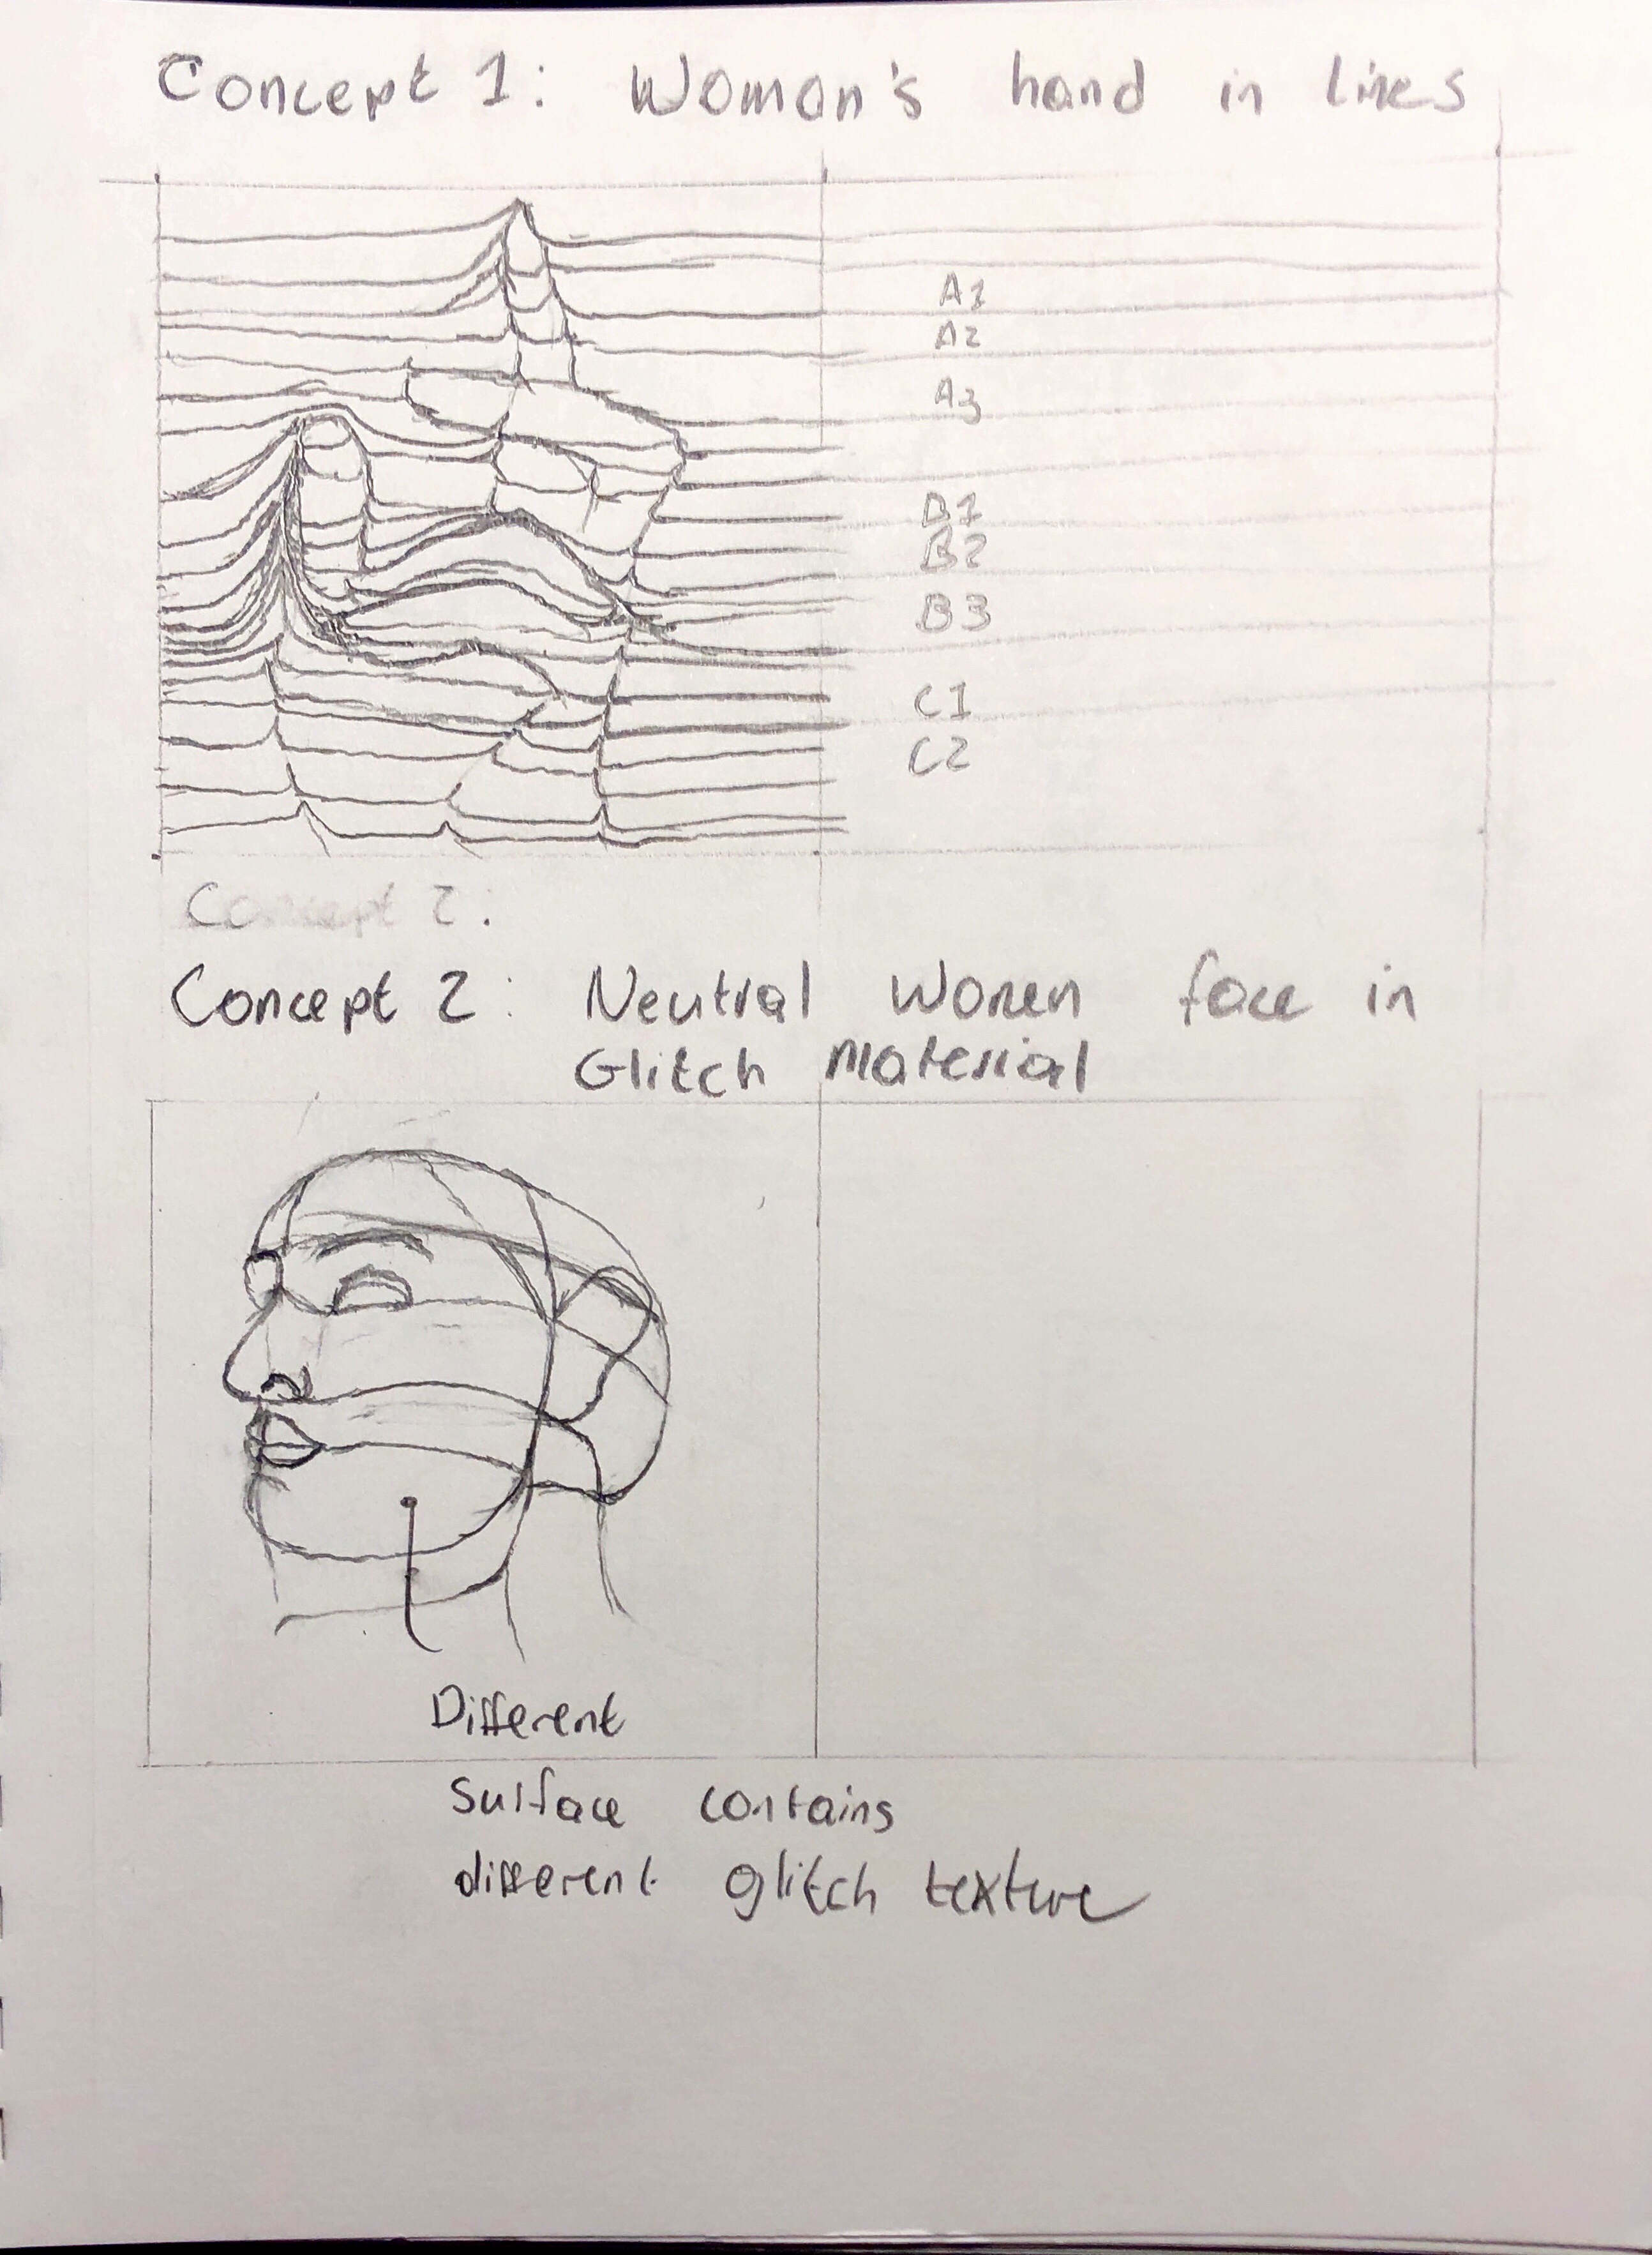 Concept 1: Woman's hand in lines
A1
A2
A3
B1
B2
B3
C1
C2
Concept 2:
Concept 2: Neutral Women face in
Glitch Material
Different
surface contains
different glitch texture